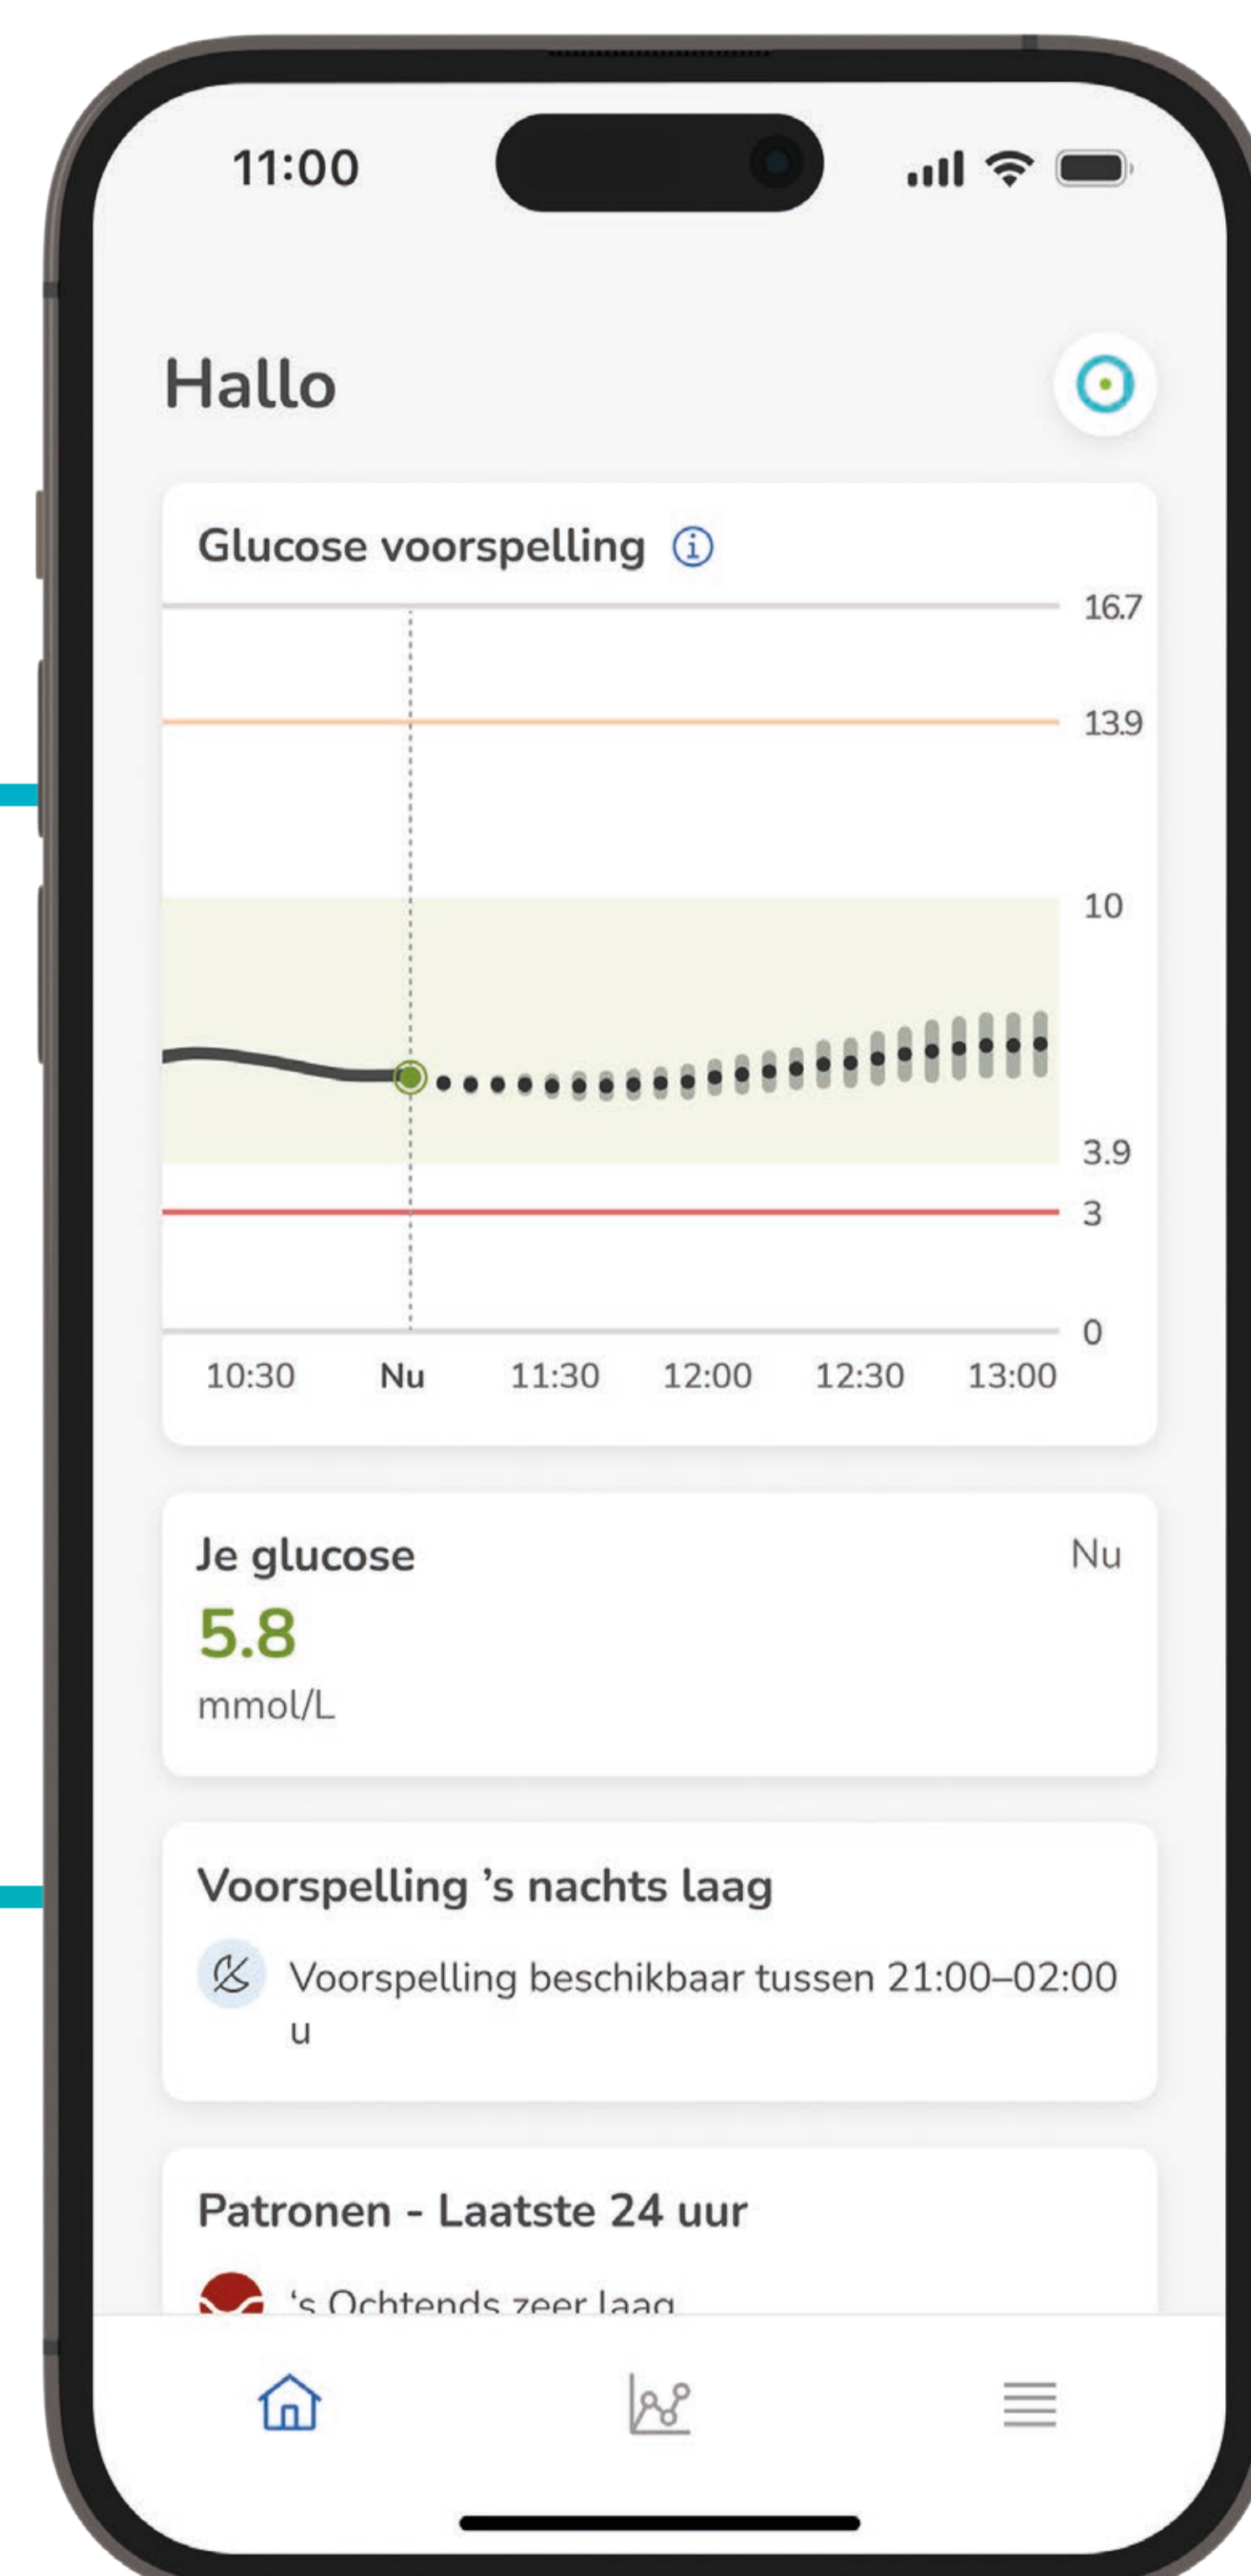 11:00
Hallo
Glucose voorspelling
16.7
13.9
10
3.9
3
0
10:30 Nu 11:30 12:00 12:30 13:00
Je glucose Nu
5.8
mmol/L
Voorspelling ’s nachts laag
Voorspelling beschikbaar tussen 21:00–02:00
u
Patronen - Laatste 24 uur
‘s Ochtends zeer laag